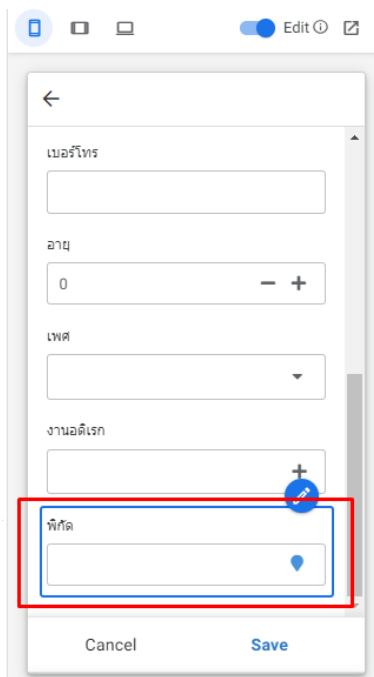 Edit
เบอร์โทร
อายุ
0
เพศ
งานอดิเรก
พิกัด
Cancel Save